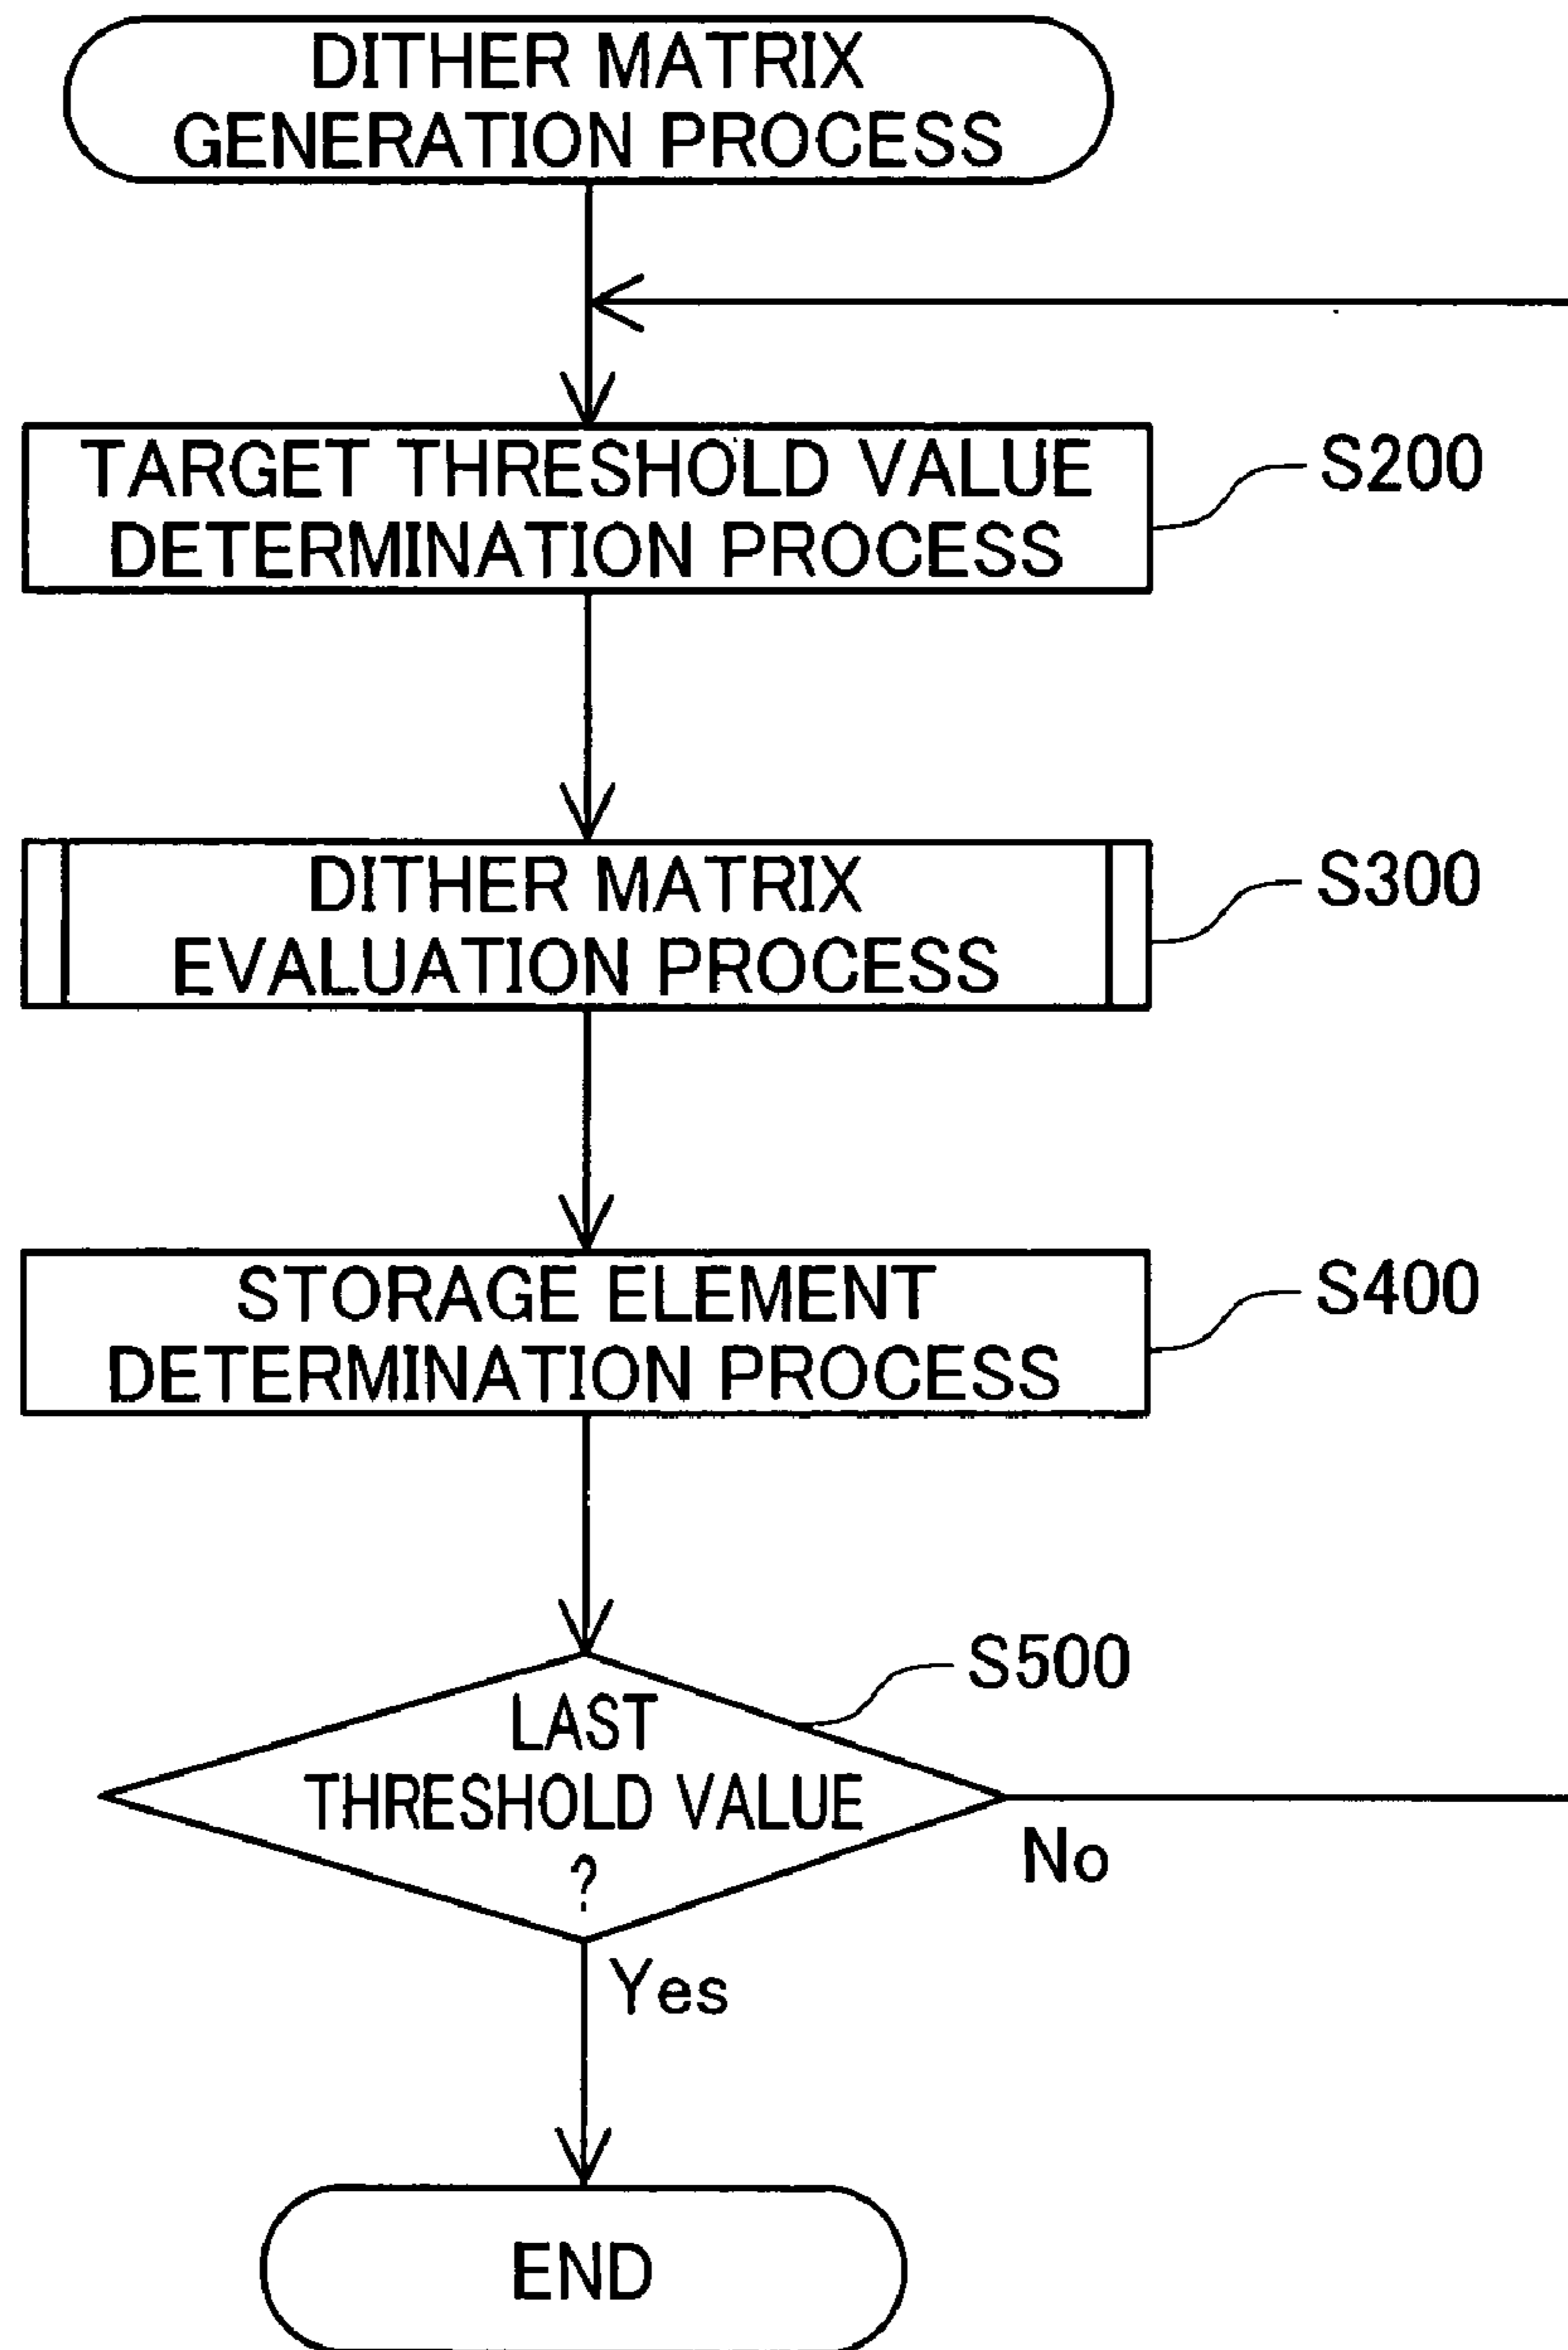 DITHER MATRIX
GENERATION PROCESS
TARGET THRESHOLD VALUE
DETERMINATION PROCESS
S200
DITHER MATRIX
EVALUATION PROCESS
S300
STORAGE ELEMENT
DETERMINATION PROCESS
S400
S500
LAST
THRESHOLD VALUE
?
No
Yes
END